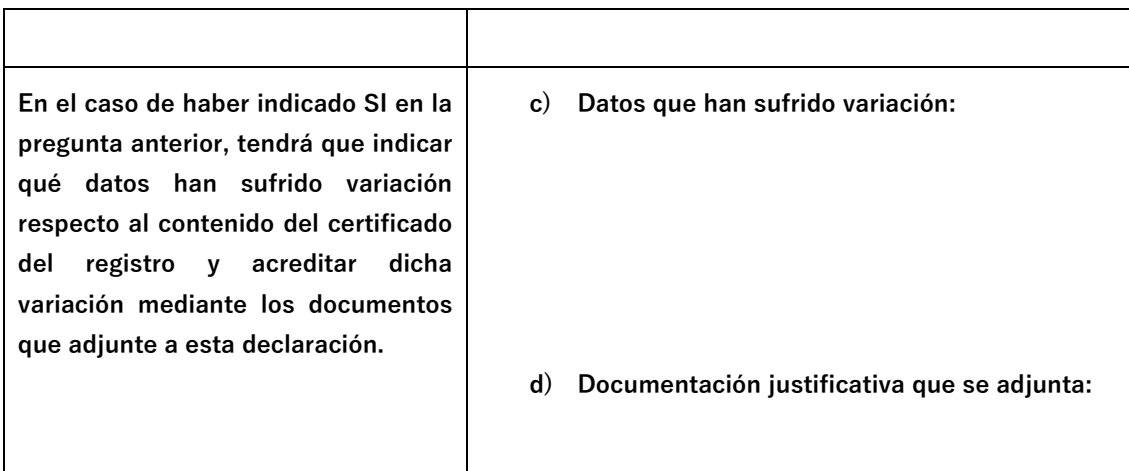 En el caso de haber indicado SI en la
pregunta anterior, tendrá que indicar
qué datos han sufrido variación
respecto al contenido del certificado
del registro y acreditar dicha
variación mediante los documentos
que adjunte a esta declaración.
c) Datos que han sufrido variación:
d) Documentación justificativa que se adjunta: